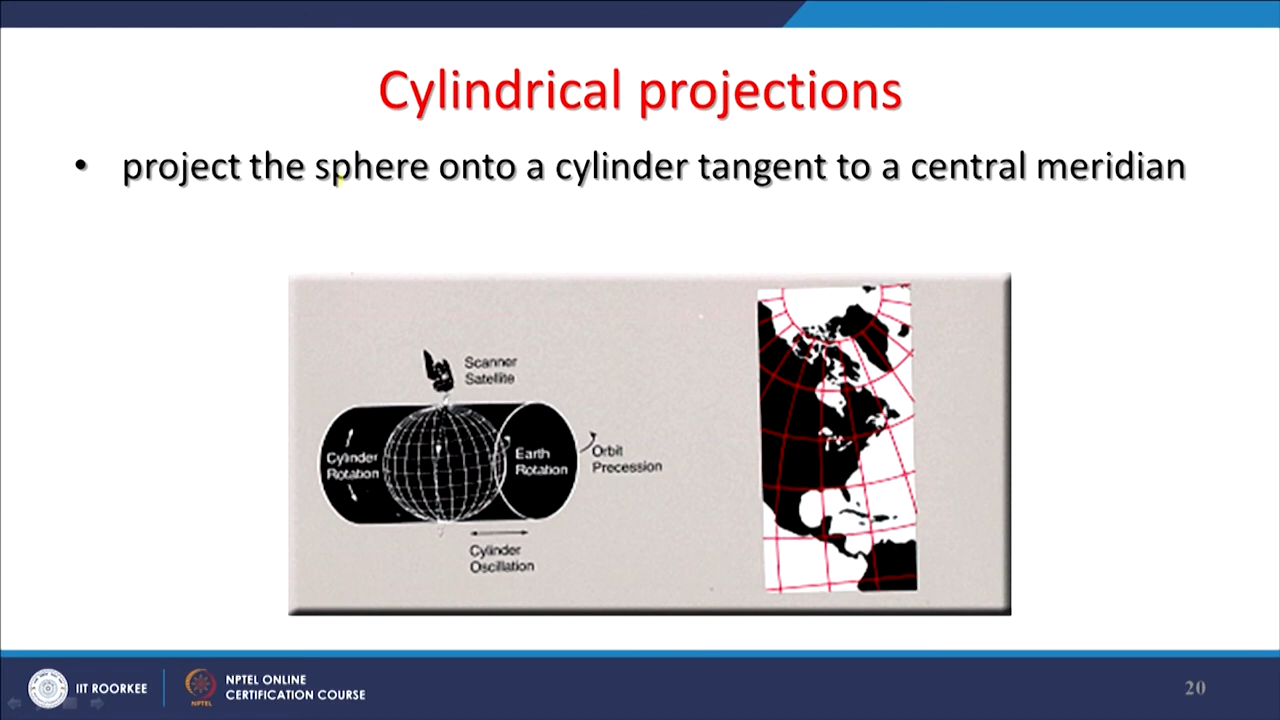 Cylindrical projections
• project the sphere onto a cylinder tangent to a central meridian
Scanner
Satellite
Cylinder
Rotation
Earth
Rotation
Orbit
Precession
Cylinder
Oscillation
IIT ROORKEE
NPTEL
NPTEL ONLINE
CERTIFICATION COURSE
20